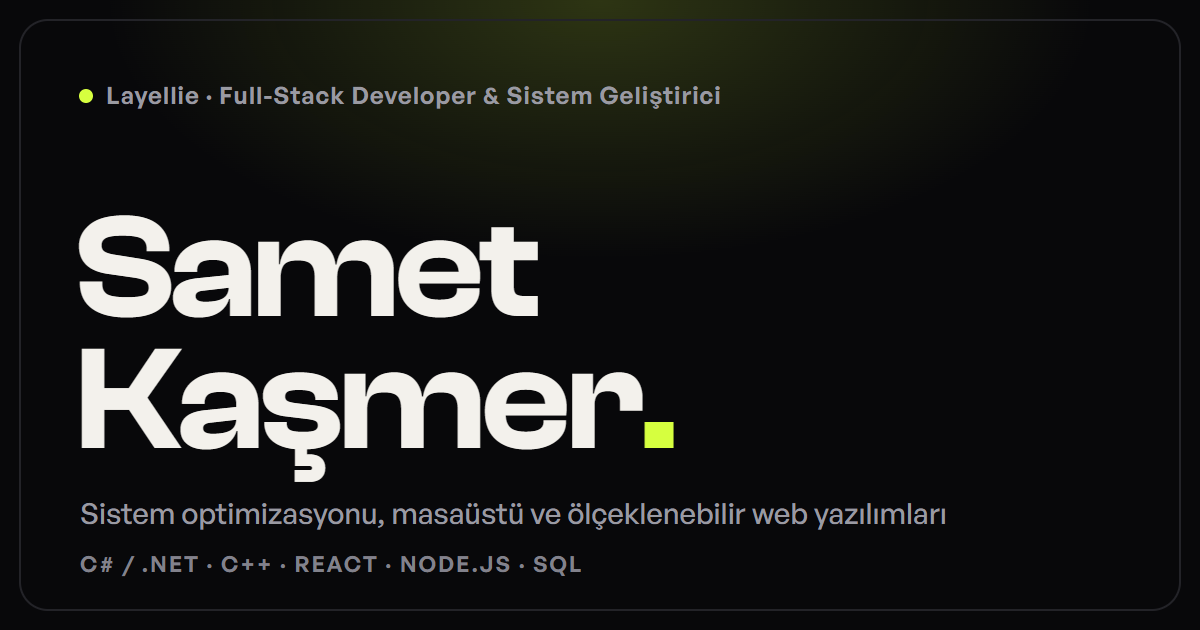 Layellie · Full-Stack Developer & Sistem Geliştirici
Samet
Kaşmer.
Sistem optimizasyonu, masaüstü ve ölçeklenebilir web yazılımları
C# / .NET · C++ · REACT · NODE.JS · SQL